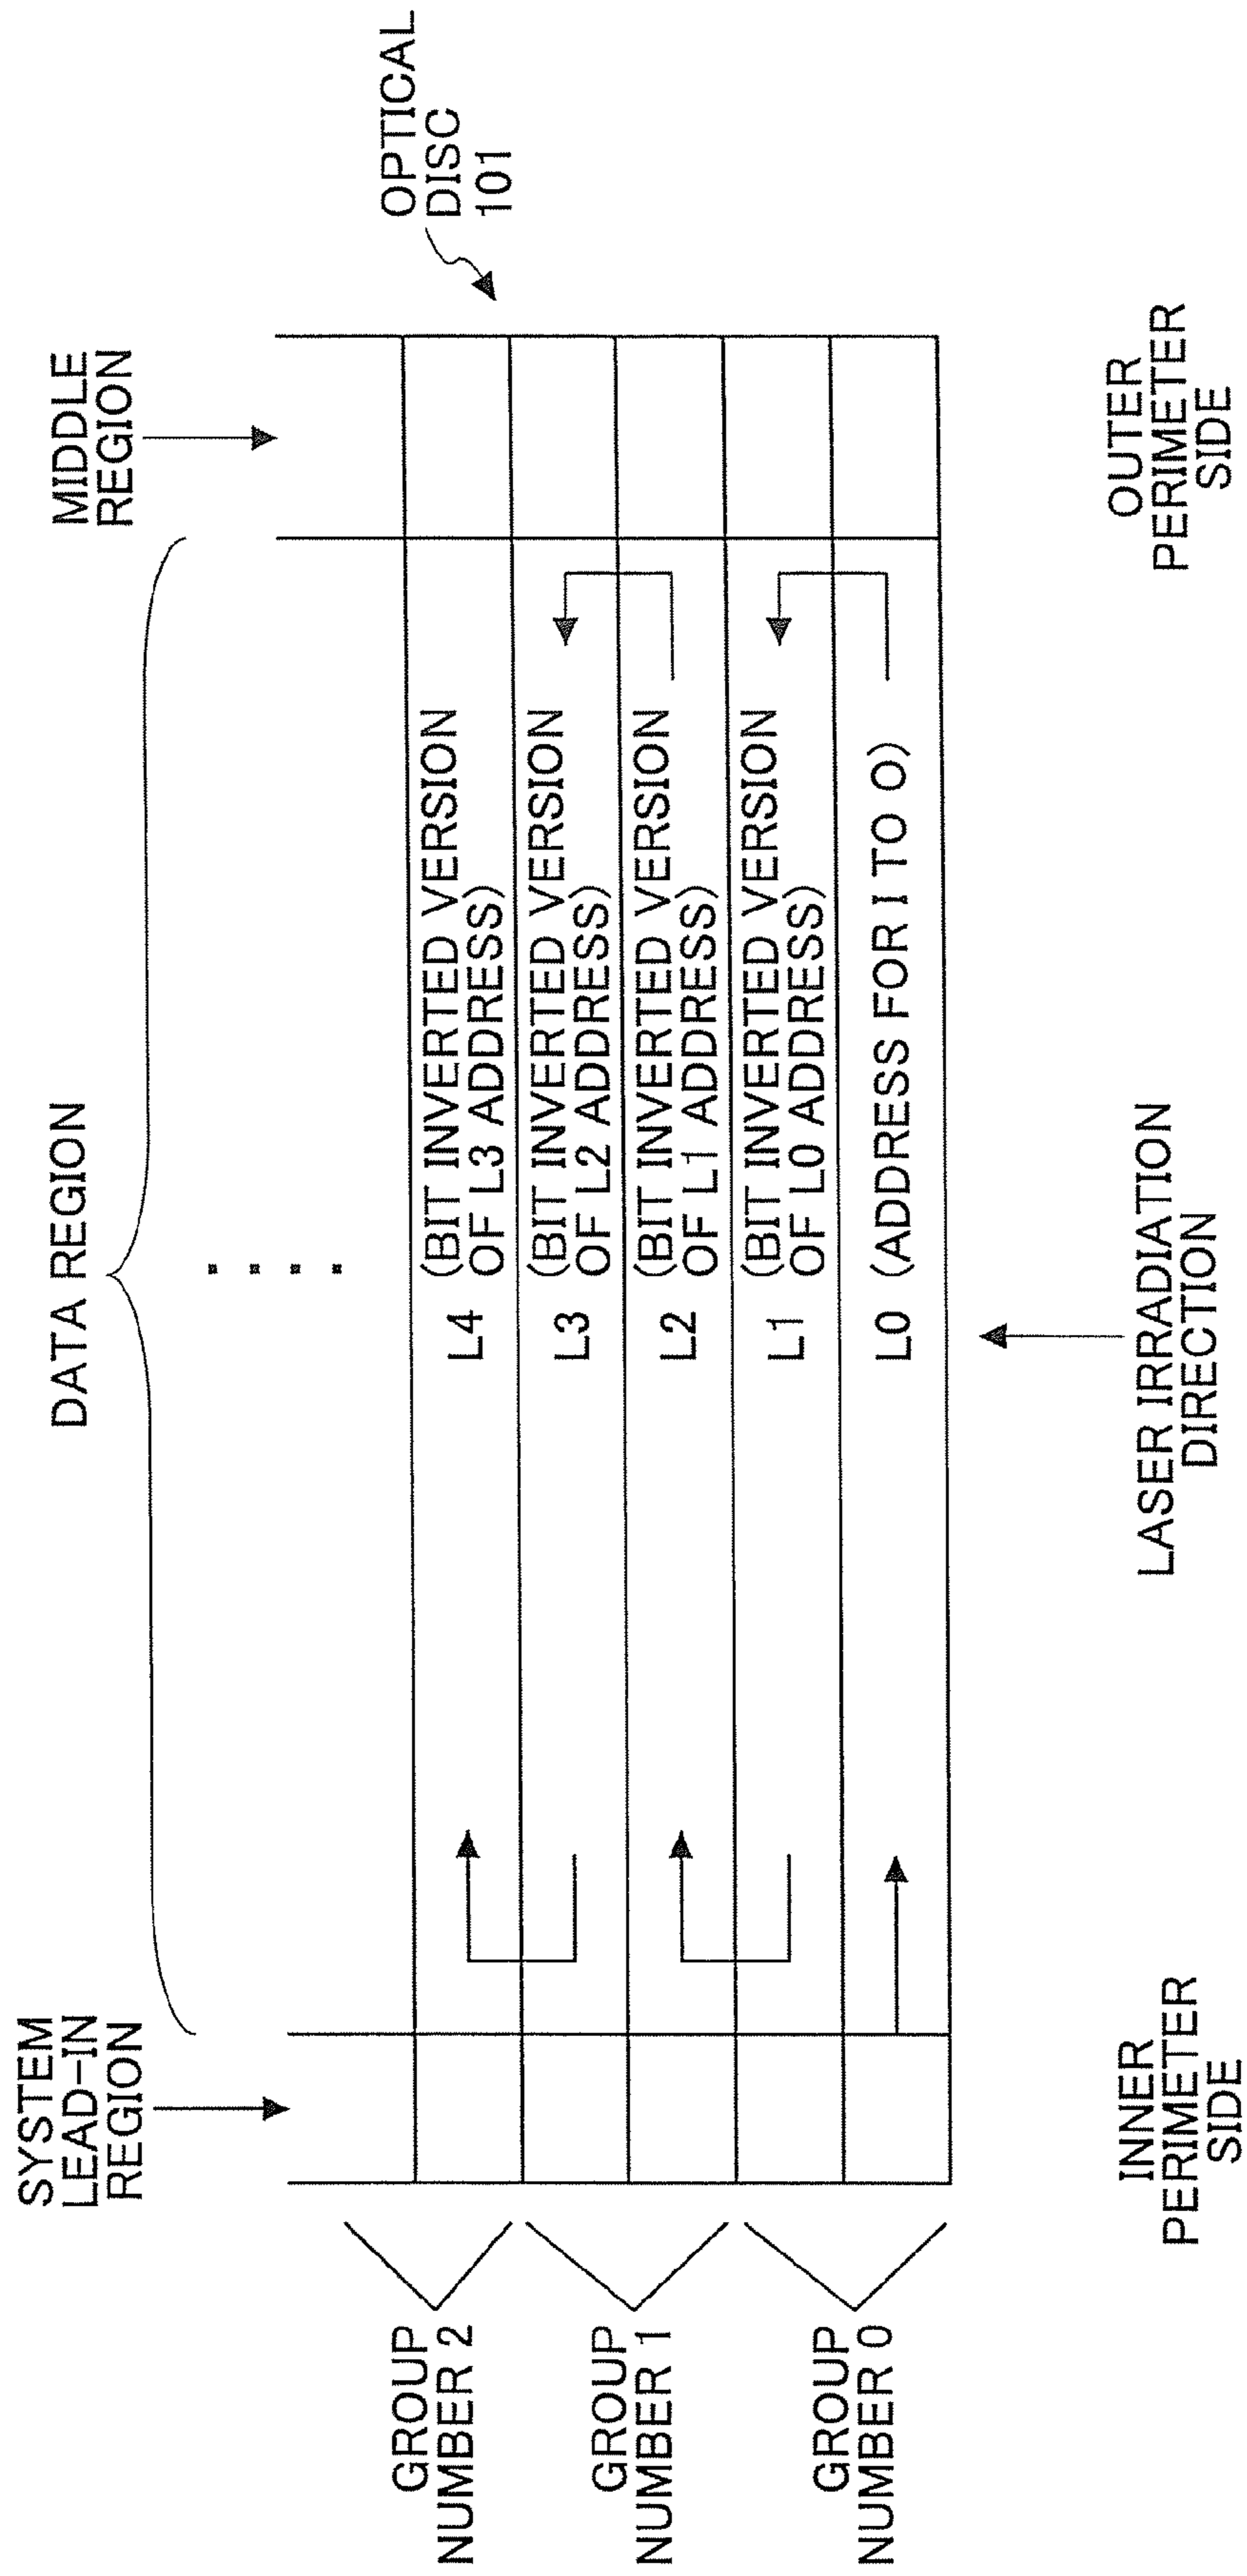 SYSTEM
LEAD-IN
REGION
DATA REGION
MIDDLE
REGION
OPTICAL
DISC
101
GROUP
NUMBER 2
GROUP
NUMBER 1
GROUP
NUMBER 0
L4 (BIT INVERTED VERSION
OF L3 ADDRESS)
L3 (BIT INVERTED VERSION
OF L2 ADDRESS)
L2 (BIT INVERTED VERSION
OF L1 ADDRESS)
L1 (BIT INVERTED VERSION
OF L0 ADDRESS)
L0 (ADDRESS FOR I TO O)
INNER
PERIMETER
SIDE
LASER IRRADIATION
DIRECTION
OUTER
PERIMETER
SIDE